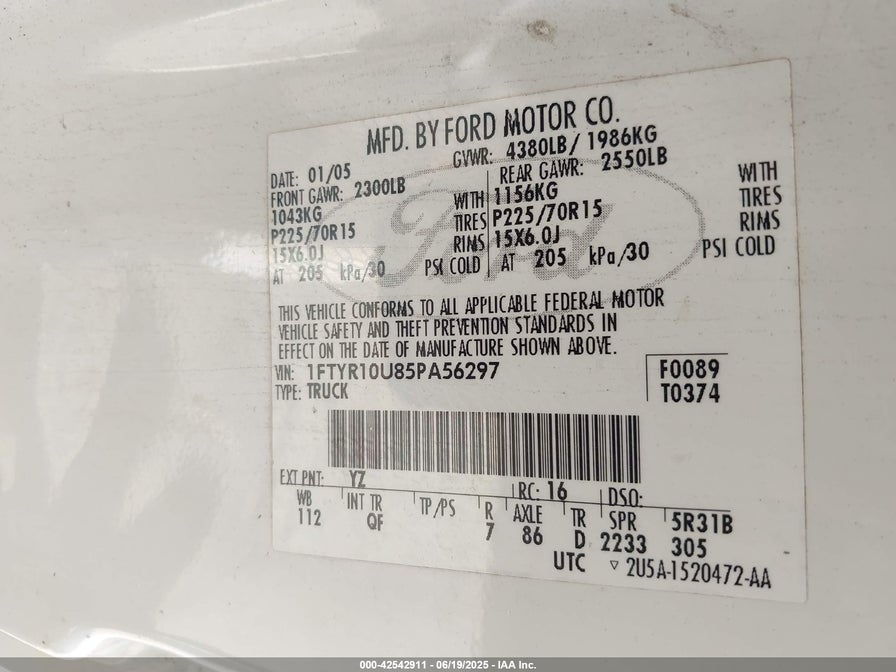 MFD. BY FORD MOTOR CO.
DATE: 01/05 GVWR: 4380LB/ 1986KG
FRONT GAWR: 2300LB REAR GAWR: 2550LB
1043KG WITH 1156KG WITH
P225/70R15 TIRES P225/70R15 TIRES
15X6.0J RIMS 15X6.0J RIMS
AT 205 kPa/30 PSI COLD AT 205 kPa/30 PSI COLD
Ford
THIS VEHICLE CONFORMS TO ALL APPLICABLE FEDERAL MOTOR
VEHICLE SAFETY AND THEFT PREVENTION STANDARDS IN
EFFECT ON THE DATE OF MANUFACTURE SHOWN ABOVE.
VIN: 1FTYR10U85PA56297 F0089
TYPE: TRUCK T0374
EXT PNT: YZ RC: 16 DSO:
WB INT TR TP/PS R AXLE TR SPR 5R31B
112 QF 7 86 D 2233 305
UTC ▽ 2U5A-1520472-AA
000-42542911 - 06/19/2025 - IAA Inc.